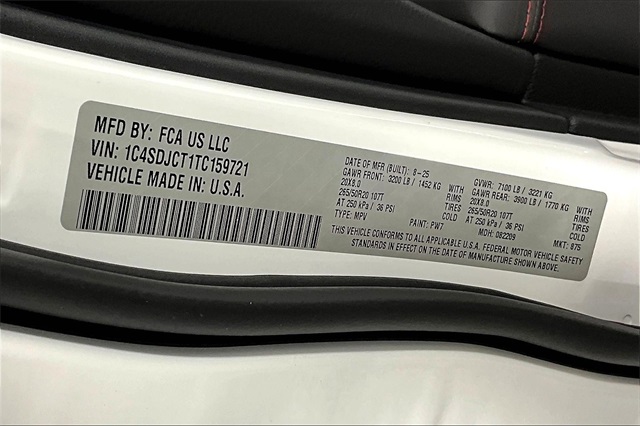 MFD BY: FCA US LLC
VIN: 1C4SDJCT1TC159721
VEHICLE MADE IN: U.S.A.
DATE OF MFR (BUILT): 8-25
GAWR FRONT: 3200 LB / 1452 KG WITH
20X8.0 RIMS
265/50R20 107T TIRES
AT 250 kPa / 36 PSI COLD
TYPE: MPV PAINT: PW7
GVWR: 7100 LB / 3221 KG
GAWR REAR: 3900 LB / 1770 KG WITH
20X8.0 RIMS
265/50R20 107T TIRES
AT 250 kPa / 36 PSI COLD
MDH: 082209 MKT: 875
THIS VEHICLE CONFORMS TO ALL APPLICABLE U.S.A. FEDERAL MOTOR VEHICLE SAFETY
STANDARDS IN EFFECT ON THE DATE OF MANUFACTURE SHOWN ABOVE.